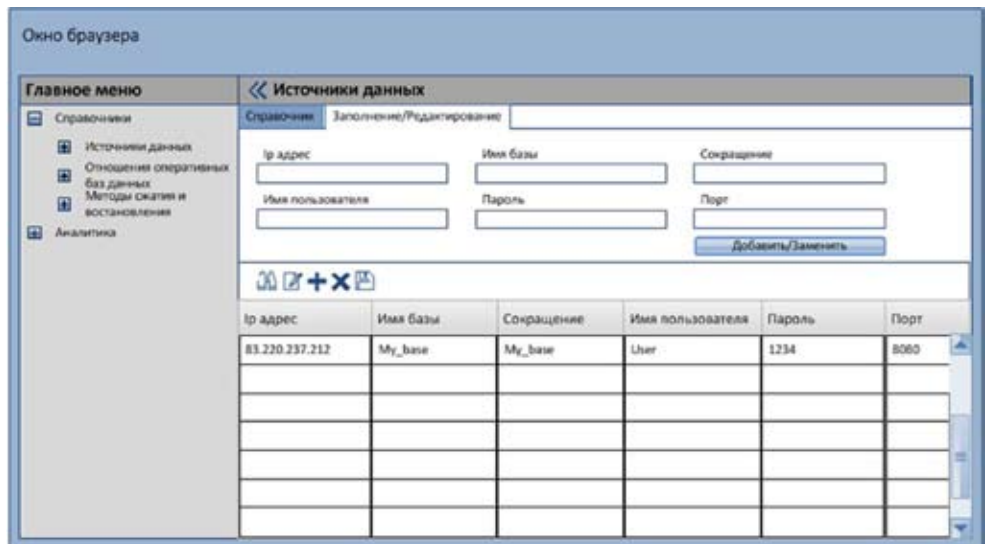 Окно браузера
Главное меню
Справочники
Источники данных
Отношения оперативных
баз данных
Методы сжатия и
востановления
Аналитика
Источники данных
Справочник Заполнение/Редактирование
Ip адрес Имя базы Сокращение
Имя пользователя Пароль Порт
Добавить/Заменить
Ip адрес Имя базы Сокращение Имя пользователя Пароль Порт
83.220.237.212 My_base My_base User 1234 8080